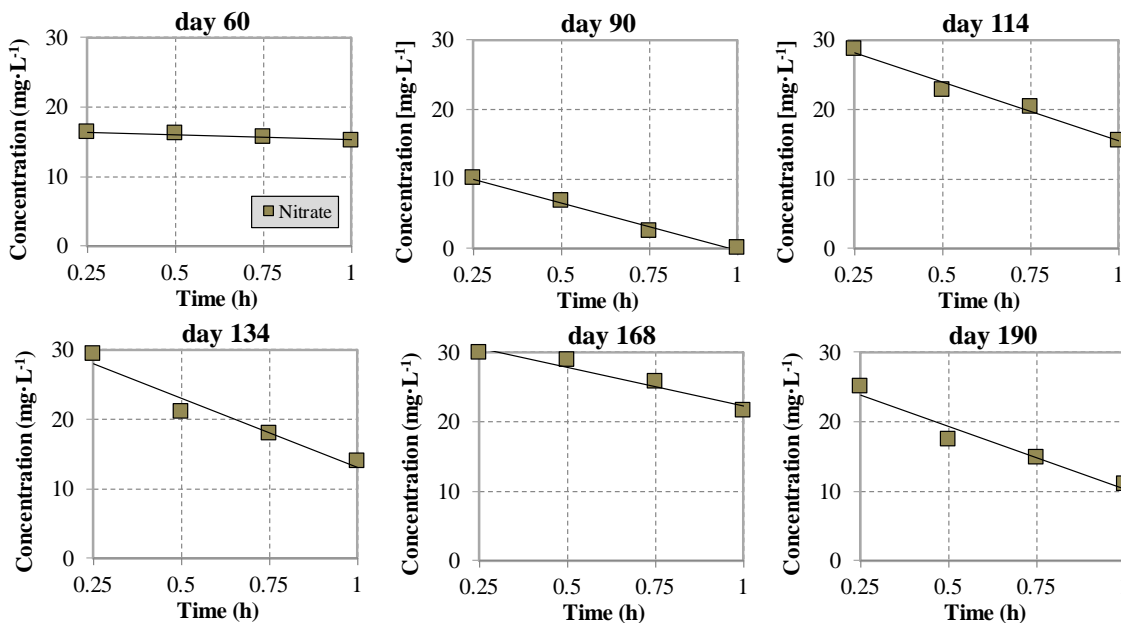 day 60
Concentration (mg·L⁻¹)
30
20
10
0
Nitrate
0.25 0.5 0.75 1
Time (h)
day 90
Concentration [mg·L⁻¹]
30
20
10
0
0.25 0.5 0.75 1
Time (h)
day 114
Concentration [mg·L⁻¹]
30
20
10
0
0.25 0.5 0.75 1
Time (h)
day 134
Concentration (mg·L⁻¹)
30
20
10
0
0.25 0.5 0.75 1
Time (h)
day 168
Concentration (mg·L⁻¹)
30
20
10
0
0.25 0.5 0.75 1
Time (h)
day 190
Concentration (mg·L⁻¹)
30
20
10
0
0.25 0.5 0.75 1
Time (h)